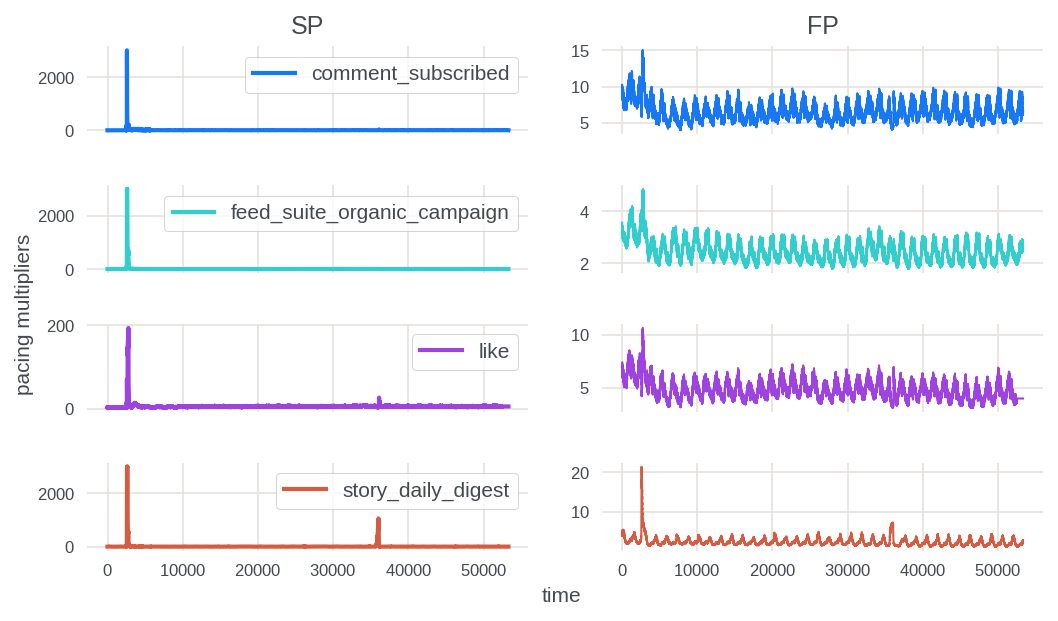 SP
FP
comment_subscribed
2000
0
15
10
5
feed_suite_organic_campaign
2000
0
4
2
pacing multipliers
like
200
0
10
5
story_daily_digest
2000
0
20
10
0 10000 20000 30000 40000 50000
0 10000 20000 30000 40000 50000
time